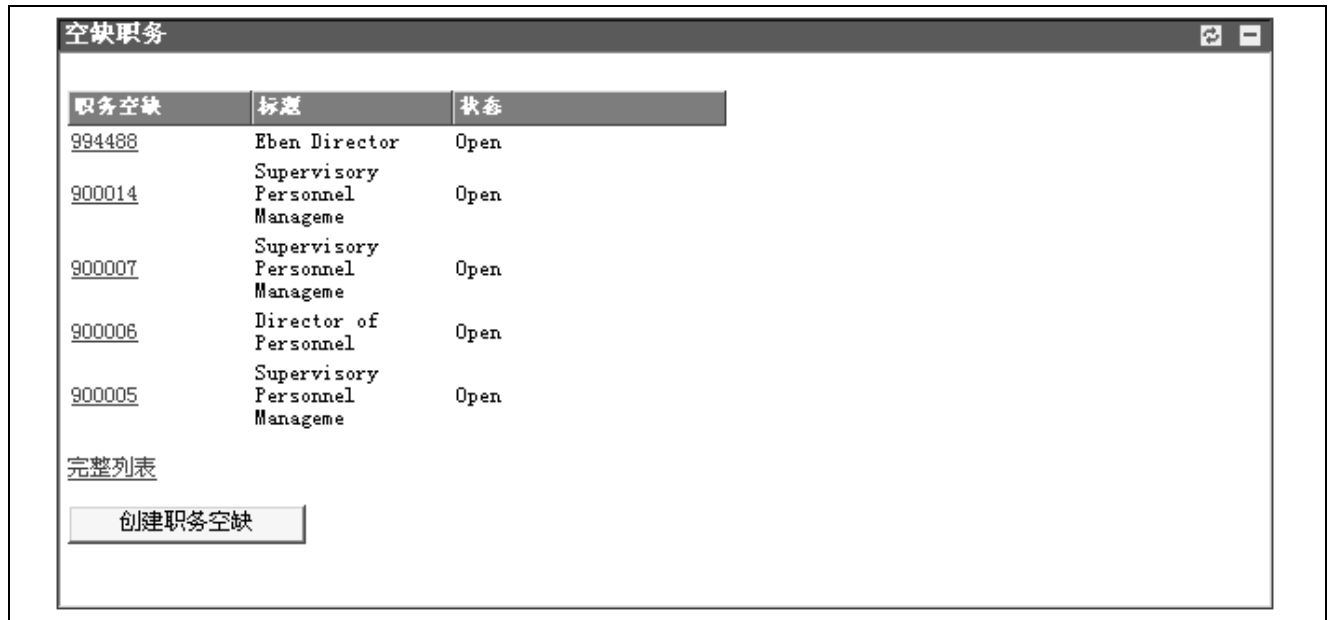 空缺职务
职务空缺 标题 状态
994488 Eben Director Open
Supervisory
900014 Personnel Open
Manageme
Supervisory
900007 Personnel Open
Manageme
Director of
900006 Open
Personnel
Supervisory
900005 Personnel Open
Manageme
完整列表
创建职务空缺